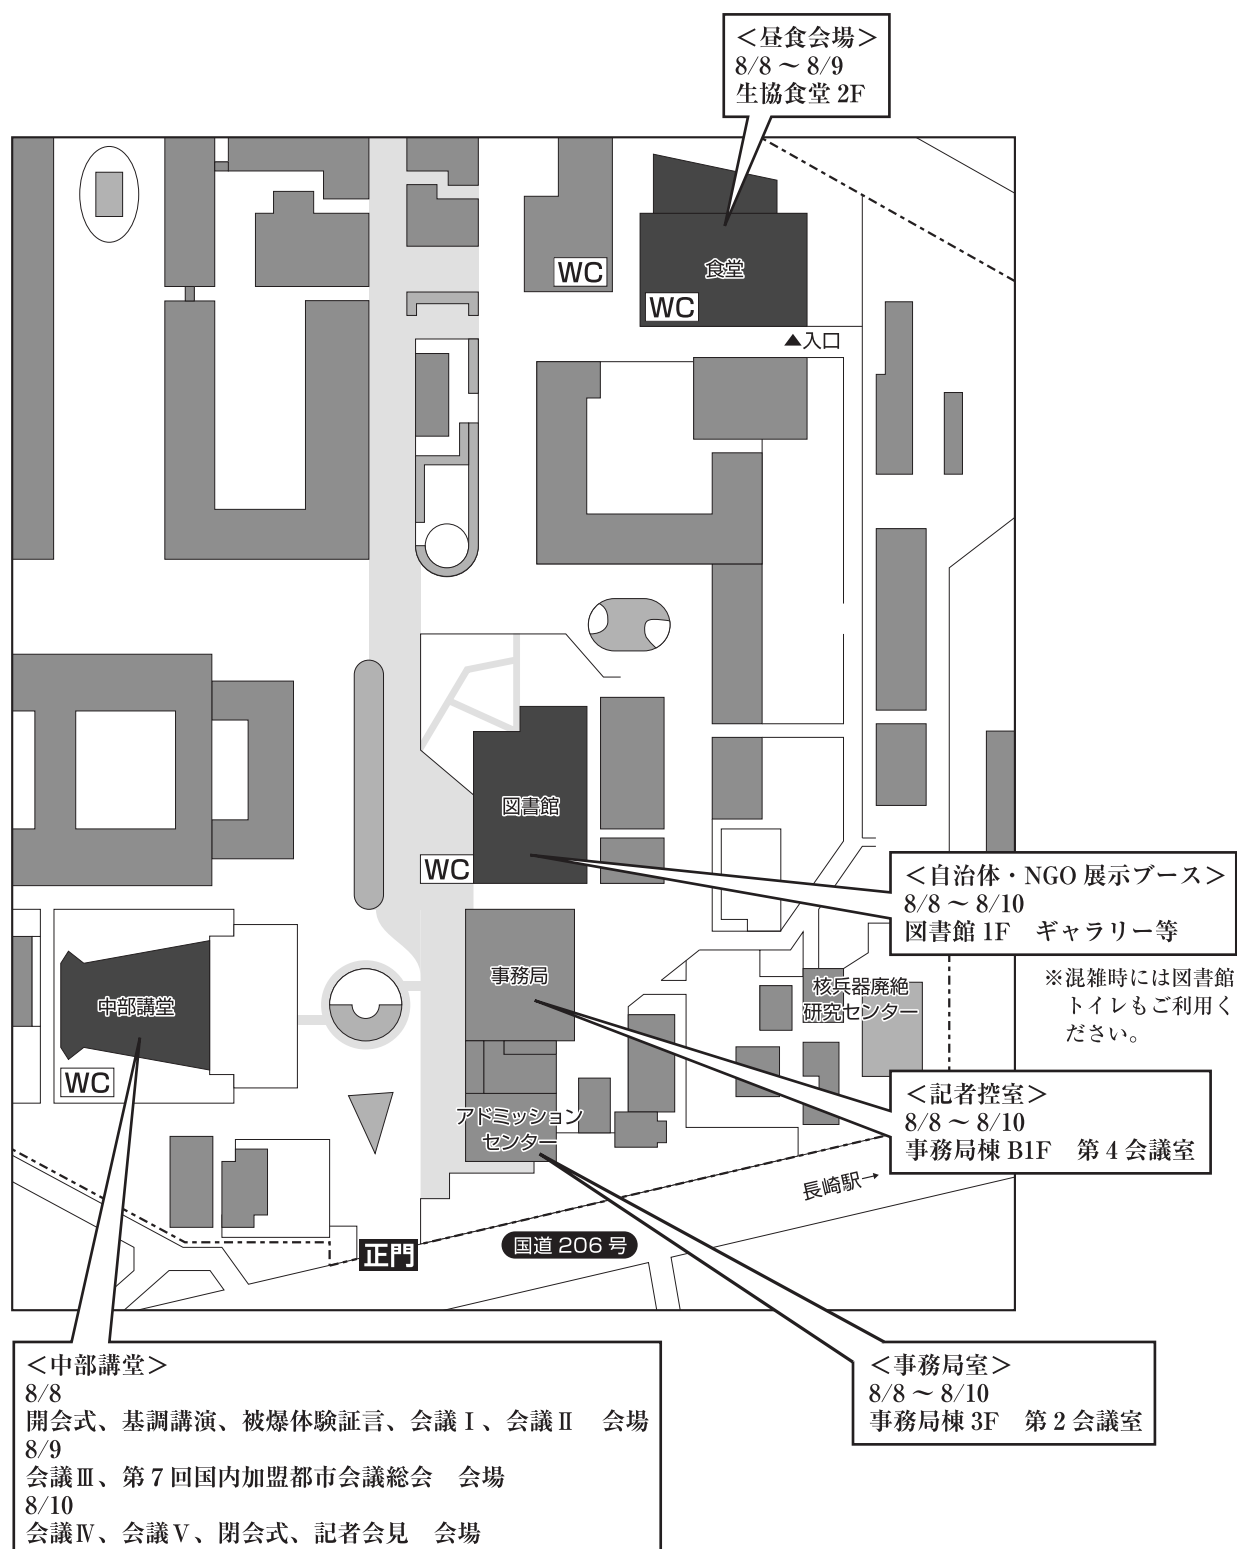 ＜昼食会場＞
8/8 ～ 8/9
生協食堂 2F
WC
食堂
WC
▲入口
図書館
WC
＜自治体・NGO 展示ブース＞
8/8 ～ 8/10
図書館 1F　ギャラリー等
※混雑時には図書館
トイレもご利用く
ださい。
事務局
核兵器廃絶
研究センター
中部講堂
WC
＜記者控室＞
8/8 ～ 8/10
事務局棟 B1F　第 4 会議室
アドミッション
センター
長崎駅→
国道 206 号
正門
＜中部講堂＞
8/8
開会式、基調講演、被爆体験証言、会議Ⅰ、会議Ⅱ　会場
8/9
会議Ⅲ、第 7 回国内加盟都市会議総会　会場
8/10
会議Ⅳ、会議Ⅴ、閉会式、記者会見　会場
＜事務局室＞
8/8 ～ 8/10
事務局棟 3F　第 2 会議室